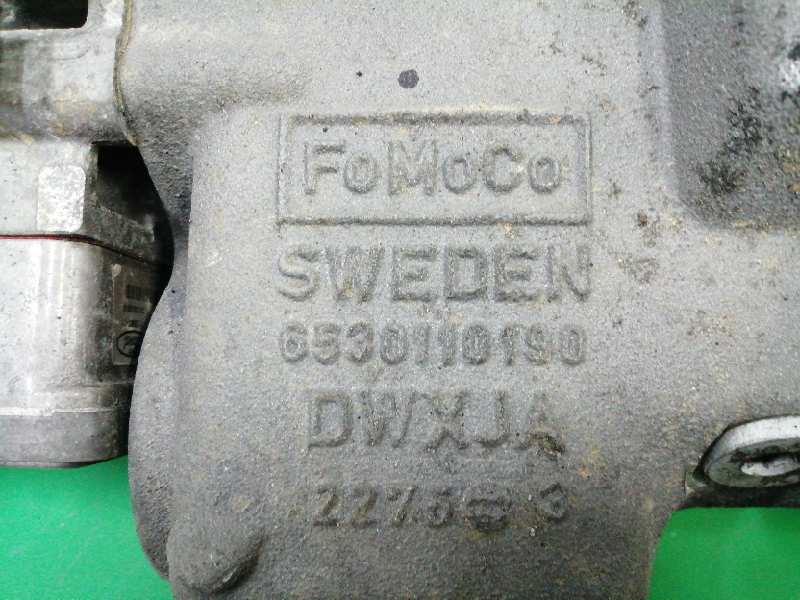 FoMoCo
SWEDEN
6530110190
DWXJA
2275 3